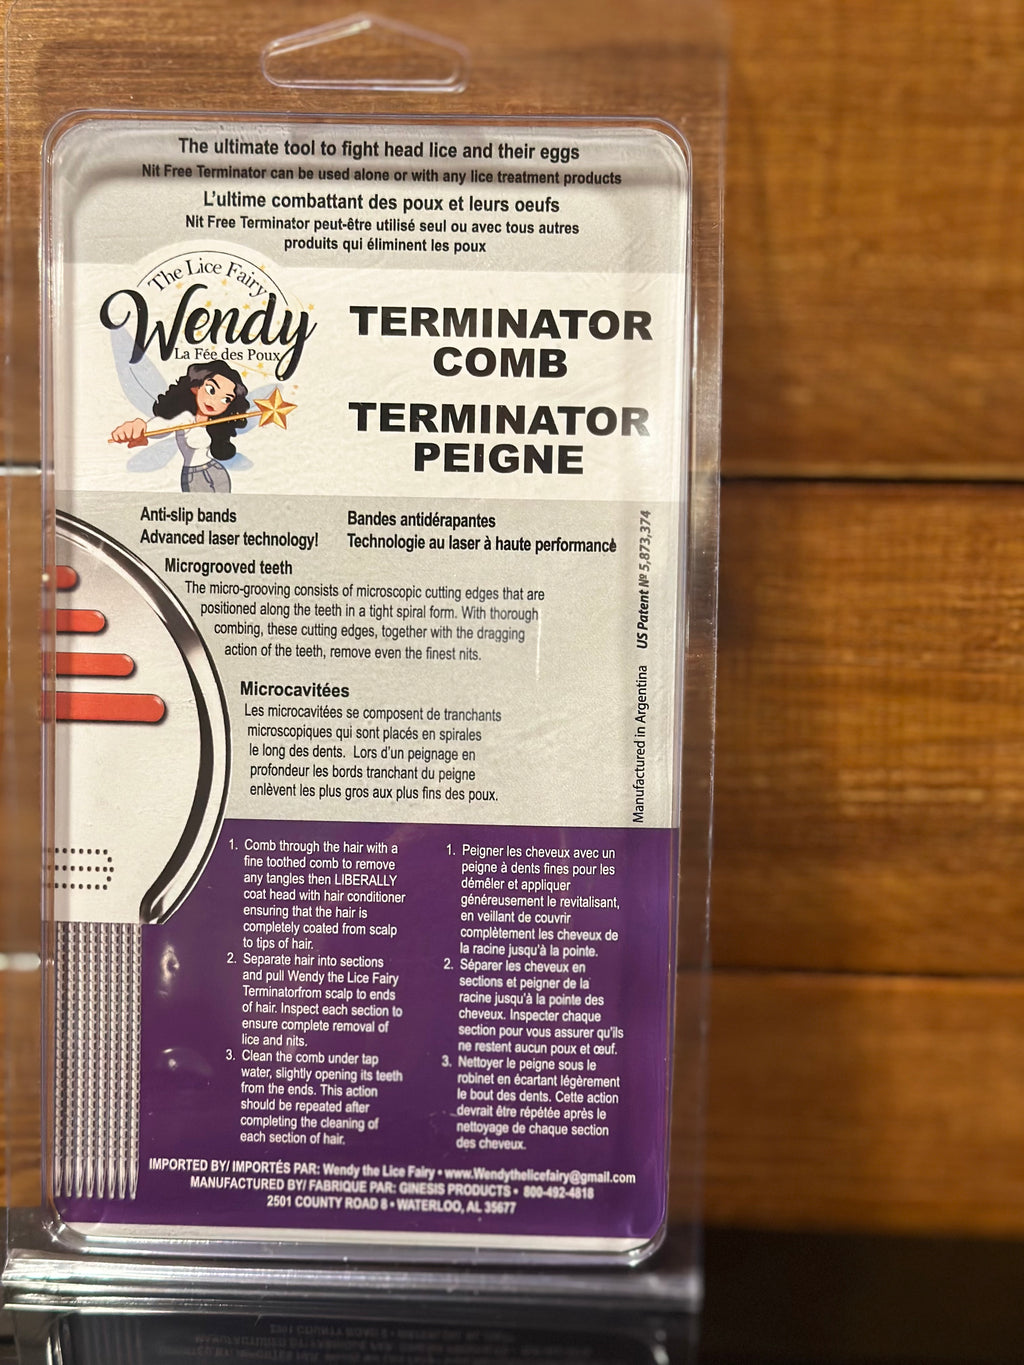 The ultimate tool to fight head lice and their eggs
Nit Free Terminator can be used alone or with any lice treatment products
L'ultime combattant des poux et leurs oeufs
Nit Free Terminator peut-être utilisé seul ou avec tous autres
produits qui éliminent les poux
The Lice Fairy
Wendy
La Fée des Poux
TERMINATOR
COMB
TERMINATOR
PEIGNE
Anti-slip bands
Advanced laser technology!
Bandes antidérapantes
Technologie au laser à haute performance
Microgrooved teeth
The micro-grooving consists of microscopic cutting edges that are
positioned along the teeth in a tight spiral form. With thorough
combing, these cutting edges, together with the dragging
action of the teeth, remove even the finest nits.
Microcavitées
Les microcavitées se composent de tranchants
microscopiques qui sont placés en spirales
le long des dents. Lors d'un peignage en
profondeur les bords tranchant du peigne
enlèvent les plus gros aux plus fins des poux.
Manufactured in Argentina US Patent Nº 5,873,374
1. Comb through the hair with a
fine toothed comb to remove
any tangles then LIBERALLY
coat head with hair conditioner
ensuring that the hair is
completely coated from scalp
to tips of hair.
2. Separate hair into sections
and pull Wendy the Lice Fairy
Terminatorfrom scalp to ends
of hair. Inspect each section to
ensure complete removal of
lice and nits.
3. Clean the comb under tap
water, slightly opening its teeth
from the ends. This action
should be repeated after
completing the cleaning of
each section of hair.
1. Peigner les cheveux avec un
peigne à dents fines pour les
démêler et appliquer
généreusement le revitalisant,
en veillant de couvrir
complètement les cheveux de
la racine jusqu'à la pointe.
2. Séparer les cheveux en
sections et peigner de la
racine jusqu'à la pointe des
cheveux. Inspecter chaque
section pour vous assurer qu'ils
ne restent aucun poux et œuf.
3. Nettoyer le peigne sous le
robinet en écartant légèrement
le bout des dents. Cette action
devrait être répétée après le
nettoyage de chaque section
des cheveux.
IMPORTED BY/ IMPORTÉS PAR: Wendy the Lice Fairy • www.Wendythelicefairy@gmail.com
MANUFACTURED BY/ FABRIQUE PAR: GINESIS PRODUCTS • 800-492-4818
2501 COUNTY ROAD 8 • WATERLOO, AL 35677